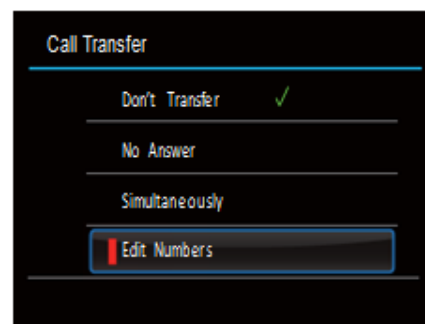 Call Transfer
Don't Transfer ✓
No Answer
Simultaneously
Edit Numbers